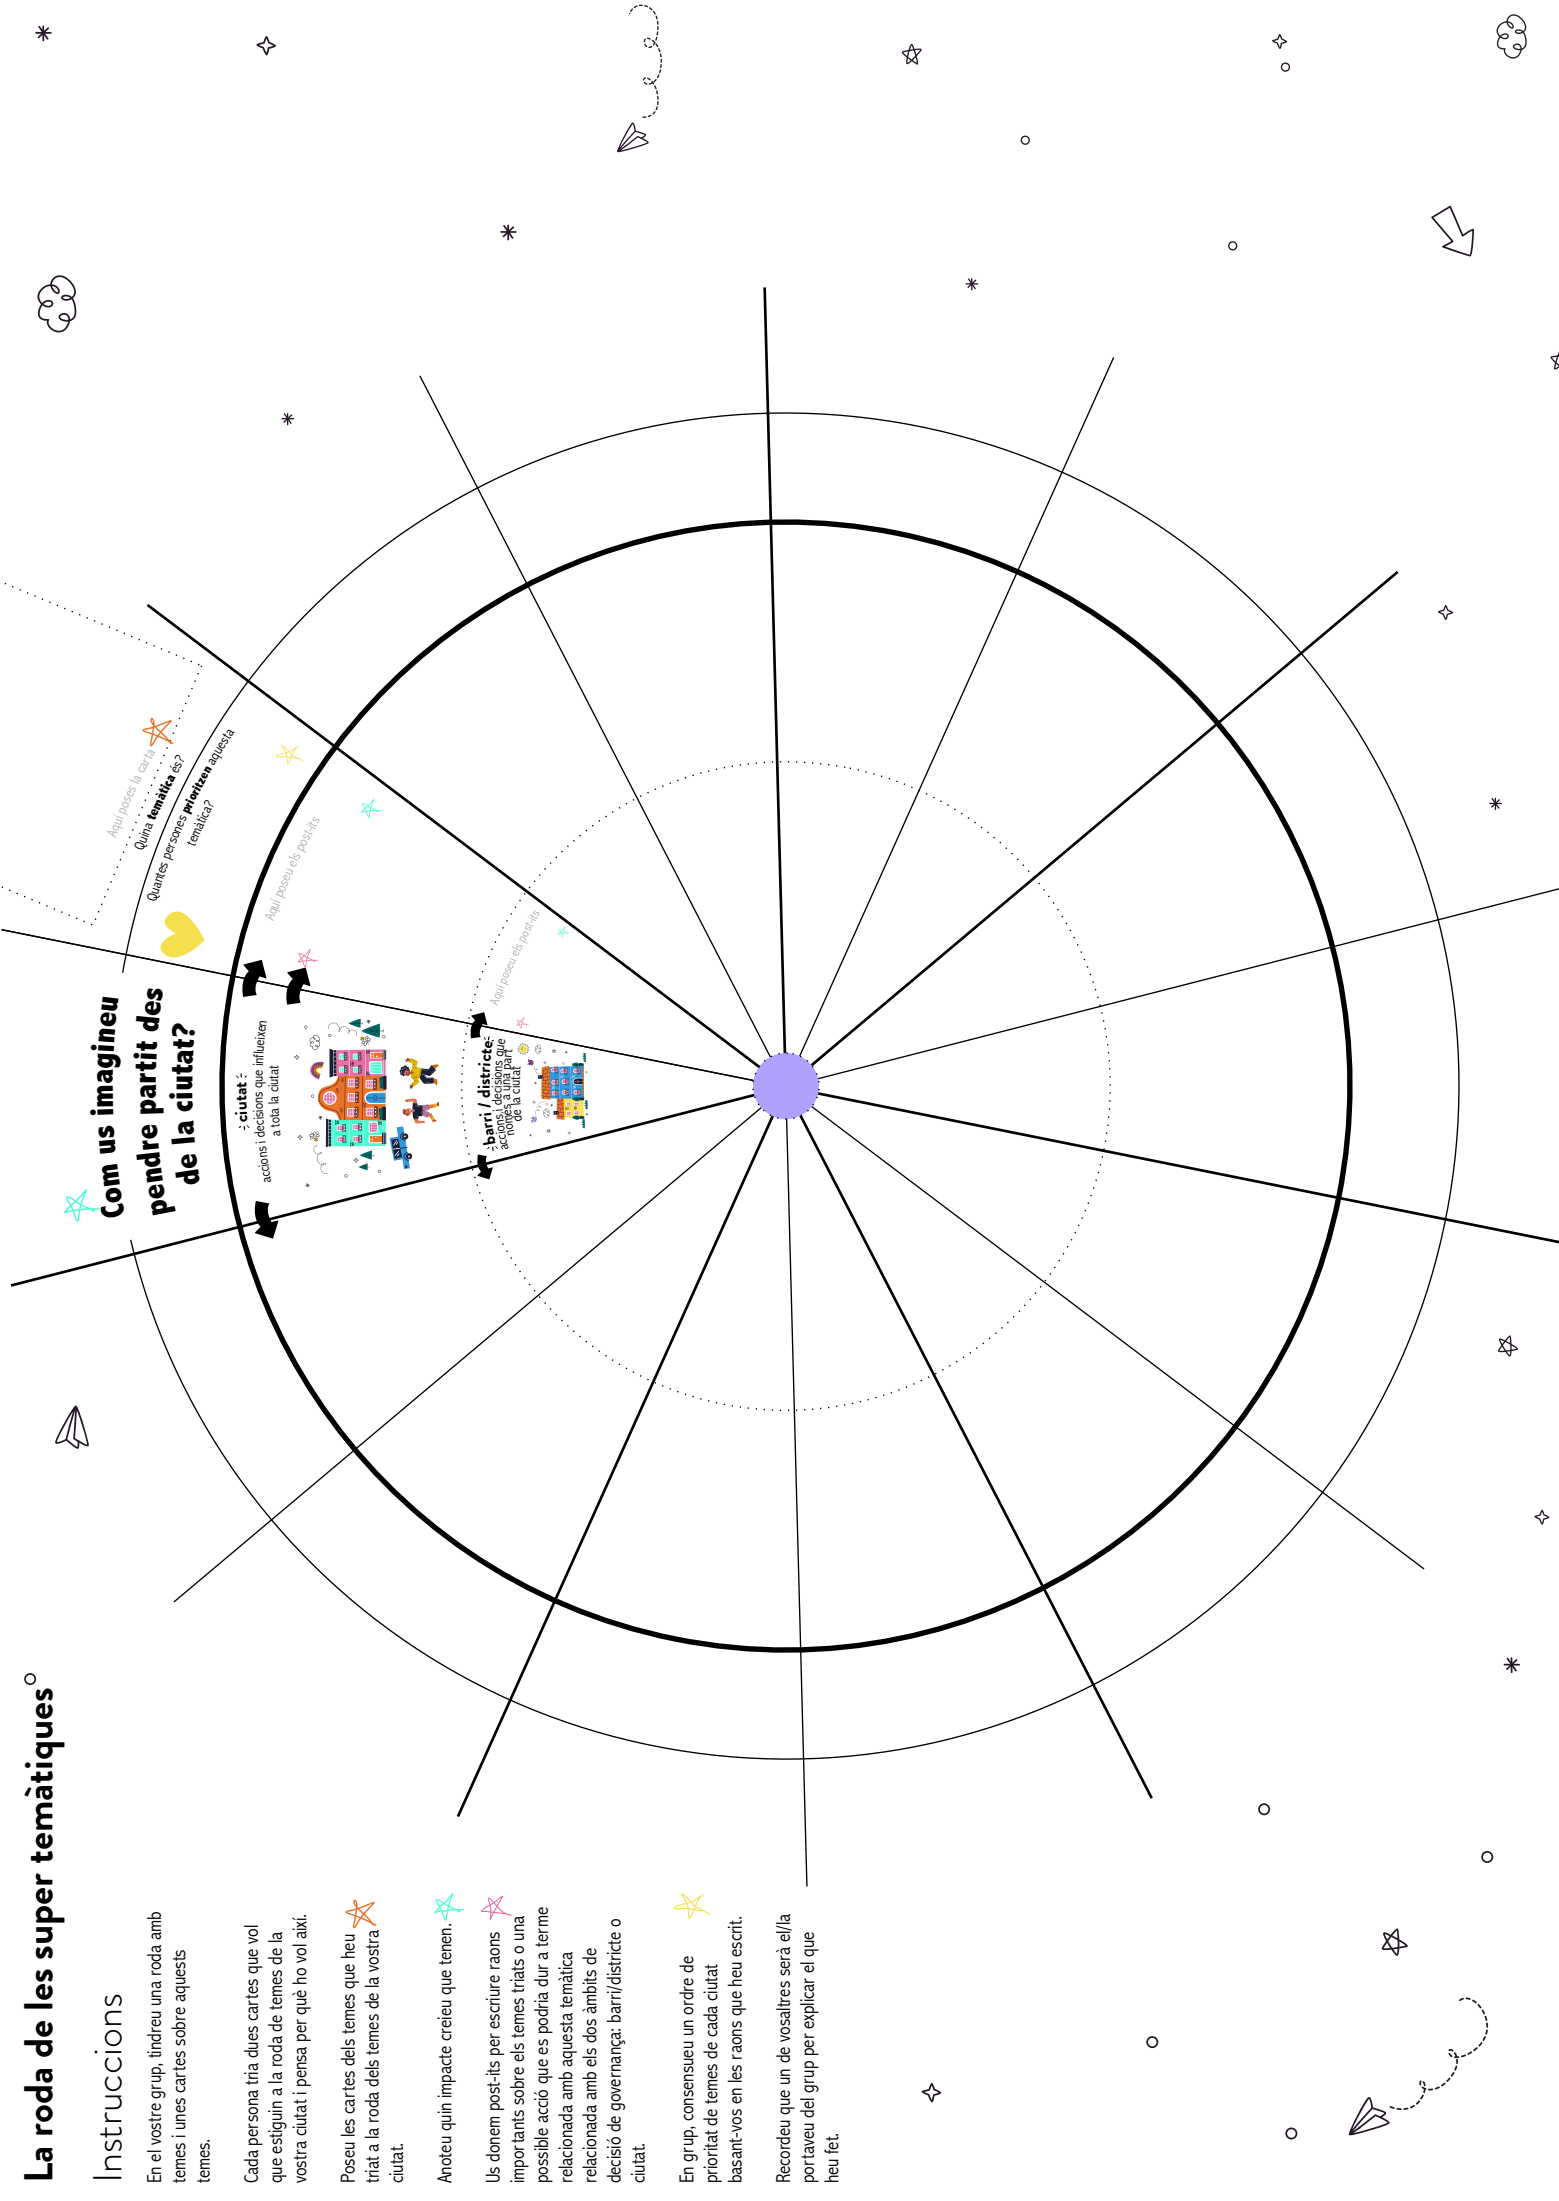 La roda de les super temàtiques
Instruccions
En el vostre grup, tindreu una roda amb
temes i unes cartes sobre aquests
temes.
Cada persona tria dues cartes que vol
que estiguin a la roda de temes de la
vostra ciutat i pensa per què ho vol així.
Poseu les cartes dels temes que heu
triat a la roda dels temes de la vostra
ciutat.
Anoteu quin impacte creieu que tenen.
Us donem post-its per escriure raons
importants sobre els temes triats o una
possible acció que es podria dur a terme
relacionada amb aquesta temàtica
relacionada amb els dos àmbits de
decisió de governança: barri/districte o
ciutat.
En grup, consensueu un ordre de
prioritat de temes de cada ciutat
basant-vos en les raons que heu escrit.
Recordeu que un de vosaltres serà el/la
portaveu del grup per explicar el que
heu fet.
Com us imagineu
pendre partit des
de la ciutat?
ciutat
accions i decisions que influeixen
a tota la ciutat
barri / districte
accions i decisions que
només a una part
de la ciutat
Aquí poses la carta
Quina temàtica és?
Quantes persones prioritzen aquesta
temàtica?
Aquí poseu els post-its
Aquí poseu els post-its